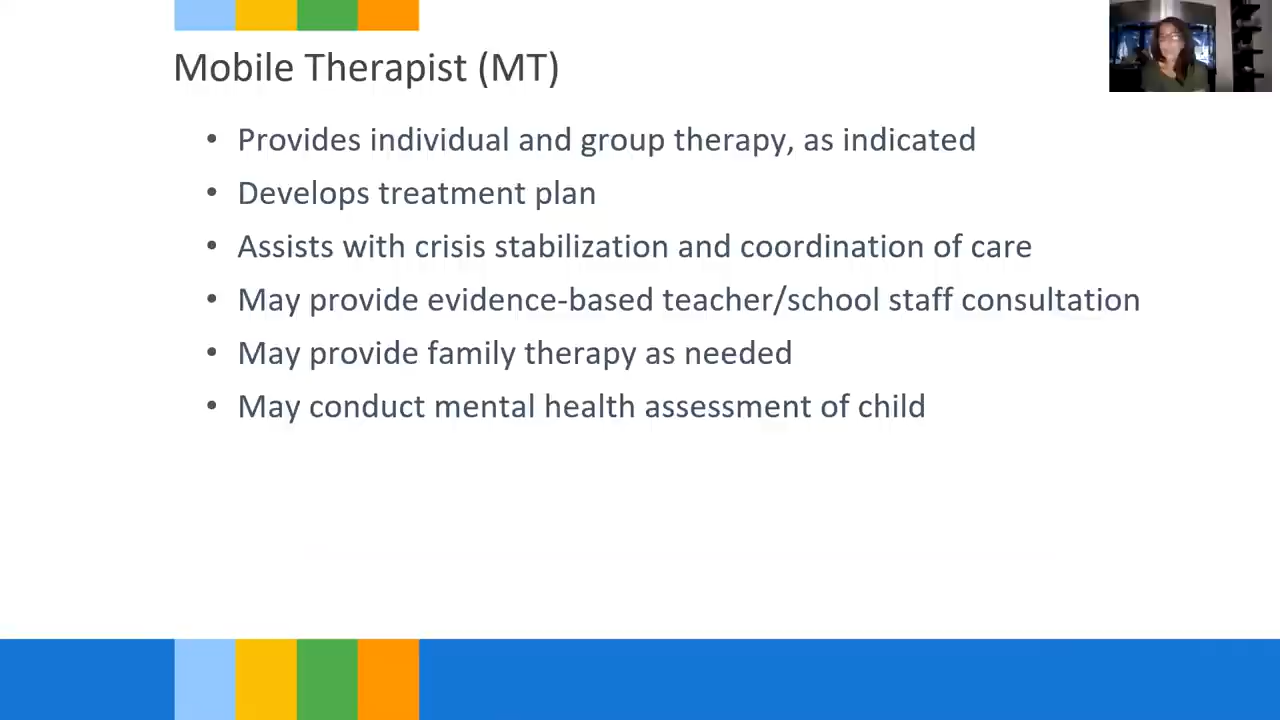 Mobile Therapist (MT)
• Provides individual and group therapy, as indicated
• Develops treatment plan
• Assists with crisis stabilization and coordination of care
• May provide evidence-based teacher/school staff consultation
• May provide family therapy as needed
• May conduct mental health assessment of child